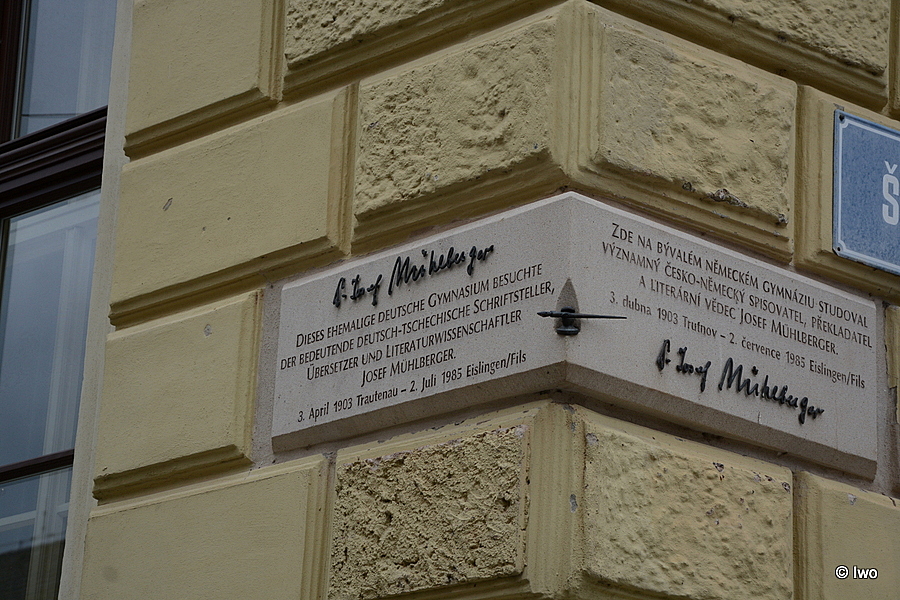 P. Josef Mühlberger
Dieses ehemalige deutsche Gymnasium besuchte
der bedeutende deutsch-tschechische Schriftsteller,
Übersetzer und Literaturwissenschaftler
Josef Mühlberger.
3. April 1903 Trautenau – 2. Juli 1985 Eislingen/Fils
Zde na bývalém německém gymnáziu studoval
významný česko-německý spisovatel, překladatel
a literární vědec Josef Mühlberger.
3. dubna 1903 Trutnov – 2. července 1985 Eislingen/Fils
P. Josef Mühlberger
Š
© Iwo